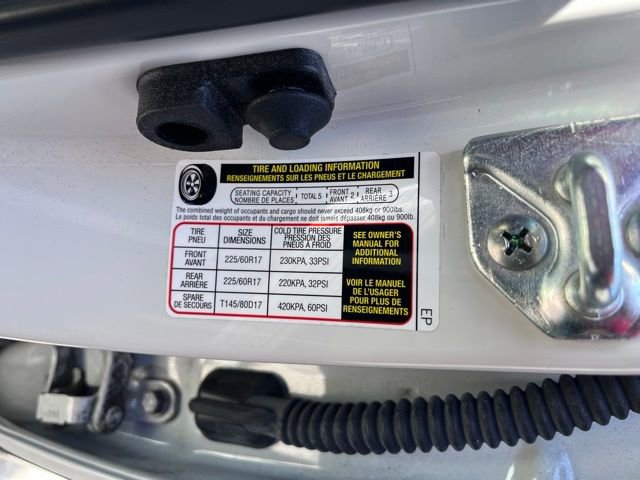 TIRE AND LOADING INFORMATION
RENSEIGNEMENTS SUR LES PNEUS ET LE CHARGEMENT
SEATING CAPACITY
NOMBRE DE PLACES
TOTAL 5
FRONT
AVANT 2
REAR
ARRIÈRE 3
The combined weight of occupants and cargo should never exceed 408kg or 900lbs.
Le poids total des occupants et du chargement ne doit jamais dépasser 408kg or 900lb.
TIRE
PNEU
SIZE
DIMENSIONS
COLD TIRE PRESSURE
PRESSION DES
PNEUS A FROID
FRONT
AVANT
225/60R17
230KPA, 33PSI
REAR
ARRIÈRE
225/60R17
220KPA, 32PSI
SPARE
DE SECOURS
T145/80D17
420KPA, 60PSI
SEE OWNER'S
MANUAL FOR
ADDITIONAL
INFORMATION
VOIR LE MANUEL
DE L'USAGER
POUR PLUS DE
RENSEIGNEMENTS
EP